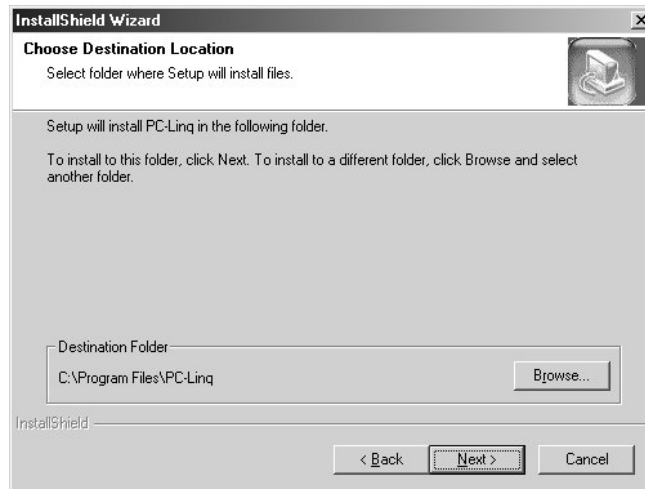 InstallShield Wizard
Choose Destination Location
Select folder where Setup will install files.
Setup will install PC-Linq in the following folder.
To install to this folder, click Next. To install to a different folder, click Browse and select
another folder.
Destination Folder
C:\Program Files\PC-Linq
Browse...
InstallShield
< Back
Next >
Cancel